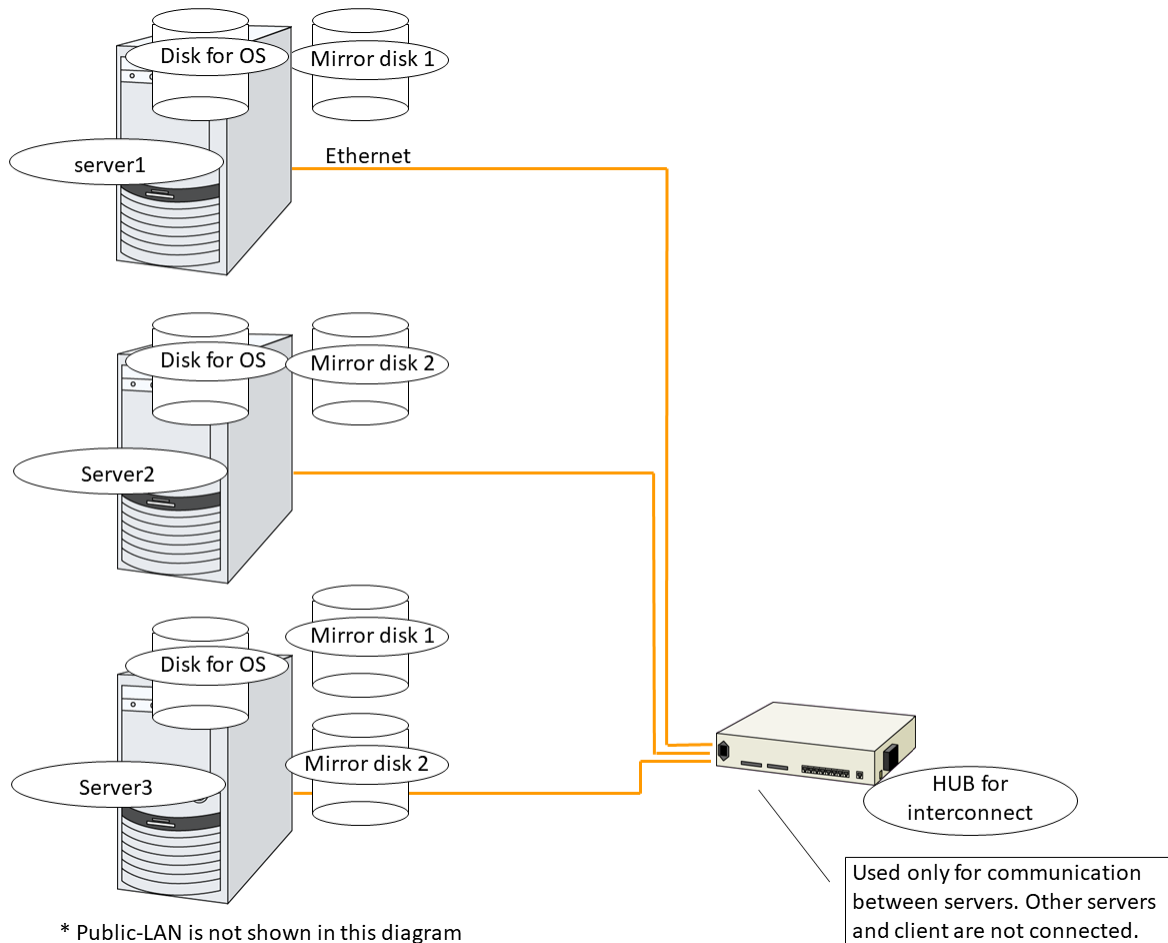 Disk for OS
Mirror disk 1
server1
Ethernet
Disk for OS
Mirror disk 2
Server2
Mirror disk 1
Disk for OS
Mirror disk 2
Server3
HUB for
interconnect
Used only for communication
between servers. Other servers
and client are not connected.
* Public-LAN is not shown in this diagram